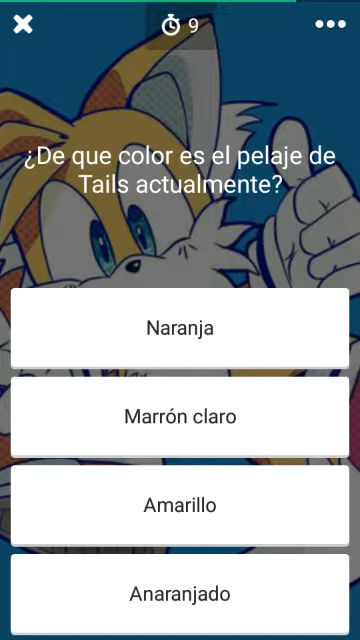 9
¿De que color es el pelaje de
Tails actualmente?
Naranja
Marrón claro
Amarillo
Anaranjado